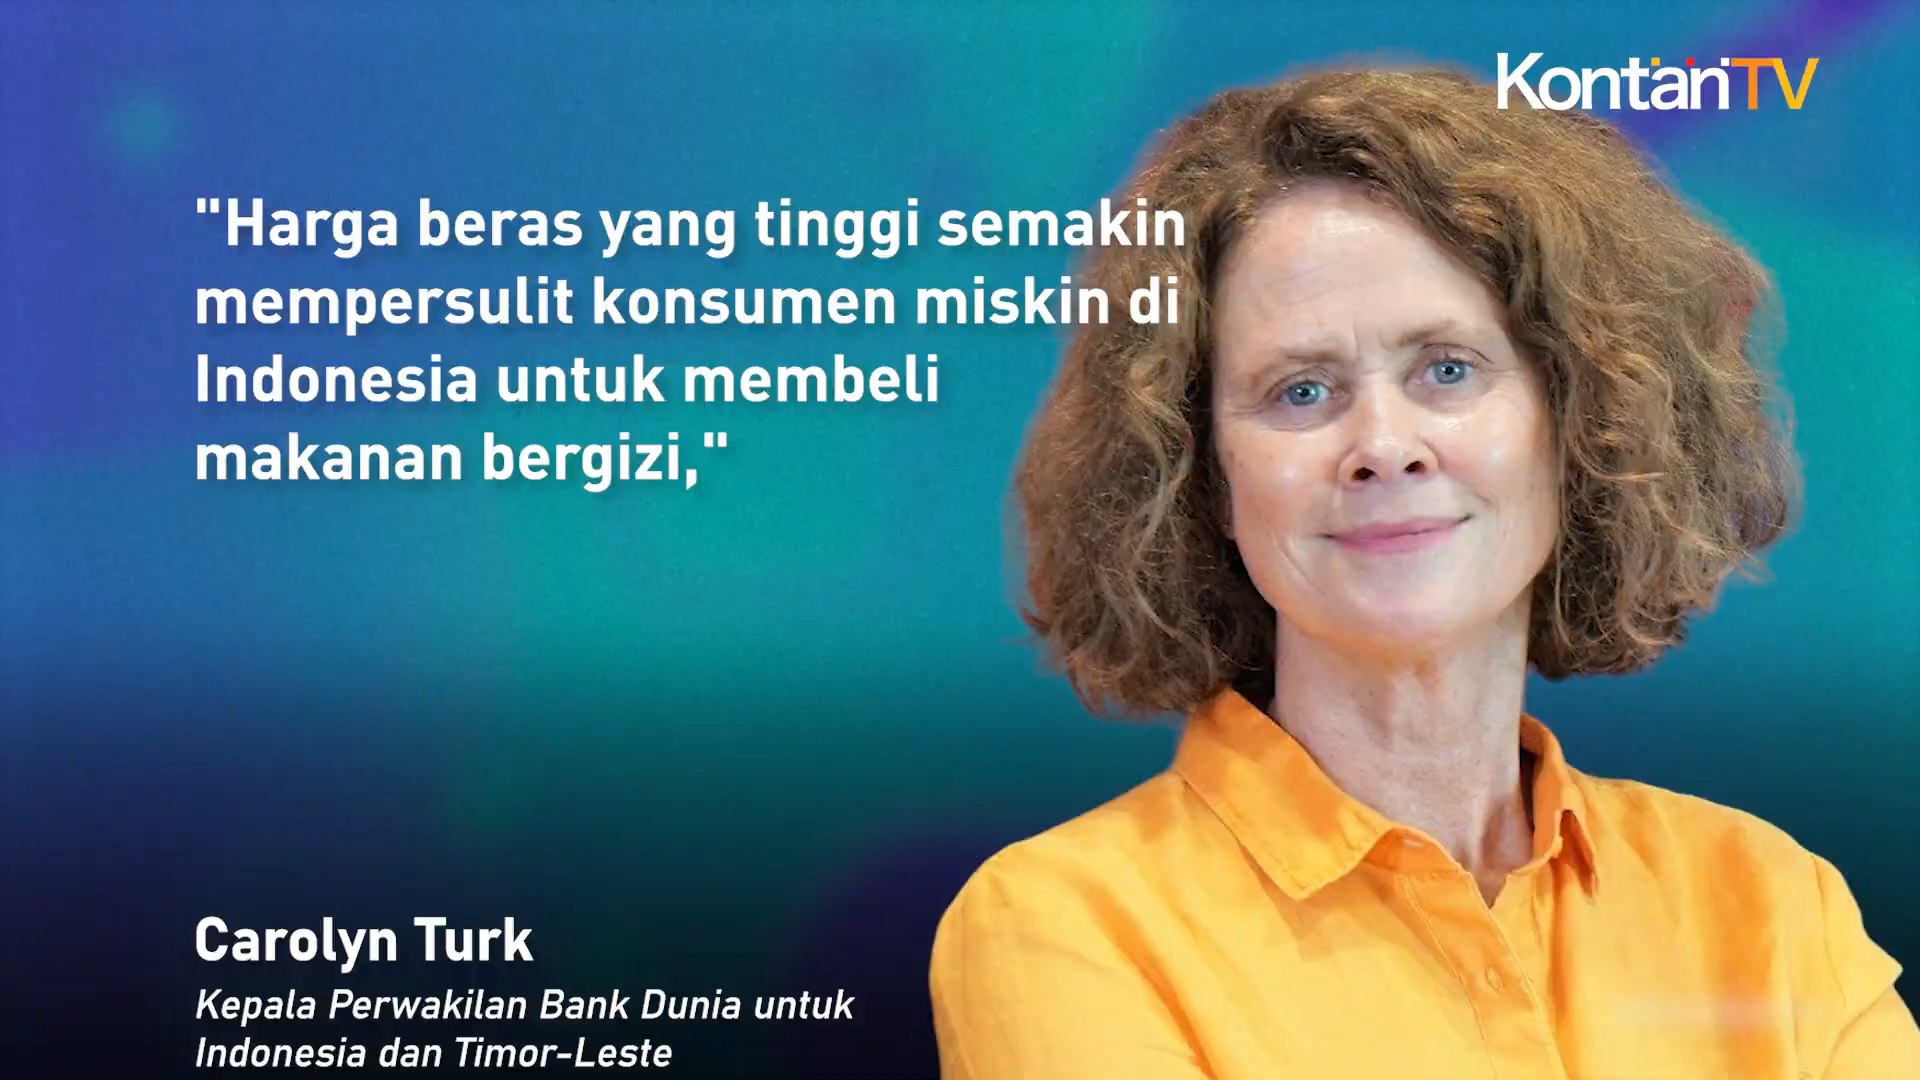 KontanTV
"Harga beras yang tinggi semakin
mempersulit konsumen miskin di
Indonesia untuk membeli
makanan bergizi,"
Carolyn Turk
Kepala Perwakilan Bank Dunia untuk
Indonesia dan Timor-Leste